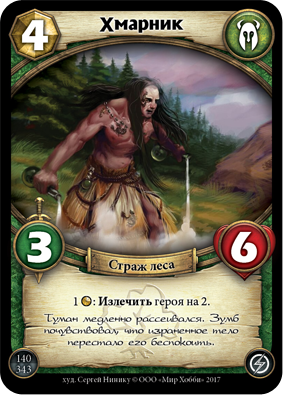 4
Хмарник
3
Страж леса
6
1 : Излечить героя на 2.
Туман медленно рассеивался. Зумб
почувствовал, что израненное тело
перестало его беспокоить.
140
343
худ. Сергей Нинику © ООО «Мир Хобби» 2017